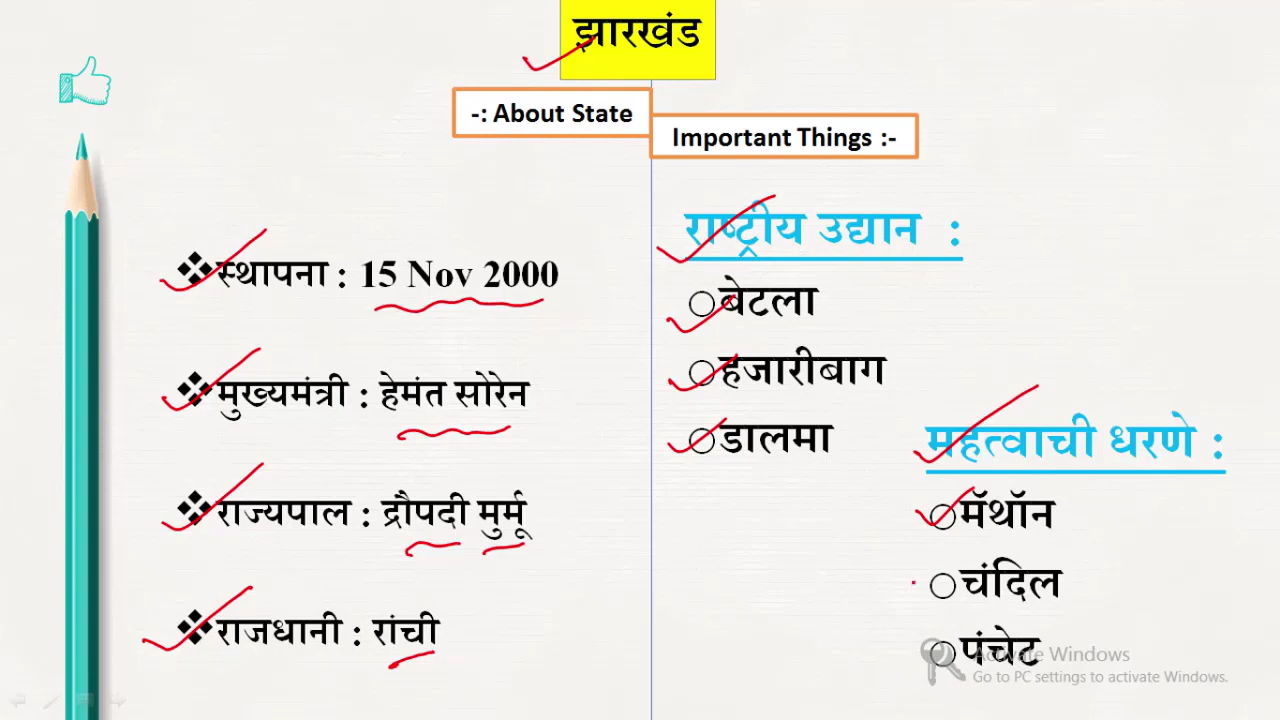 झारखंड
-: About State
Important Things :-
स्थापना : 15 Nov 2000
मुख्यमंत्री : हेमंत सोरेन
राज्यपाल : द्रौपदी मुर्मू
राजधानी : रांची
राष्ट्रीय उद्यान :
बेटला
हजारीबाग
डालमा
महत्वाची धरणे :
मॅथॉन
चंदिल
पंचेट
Activate Windows
Go to PC settings to activate Windows.